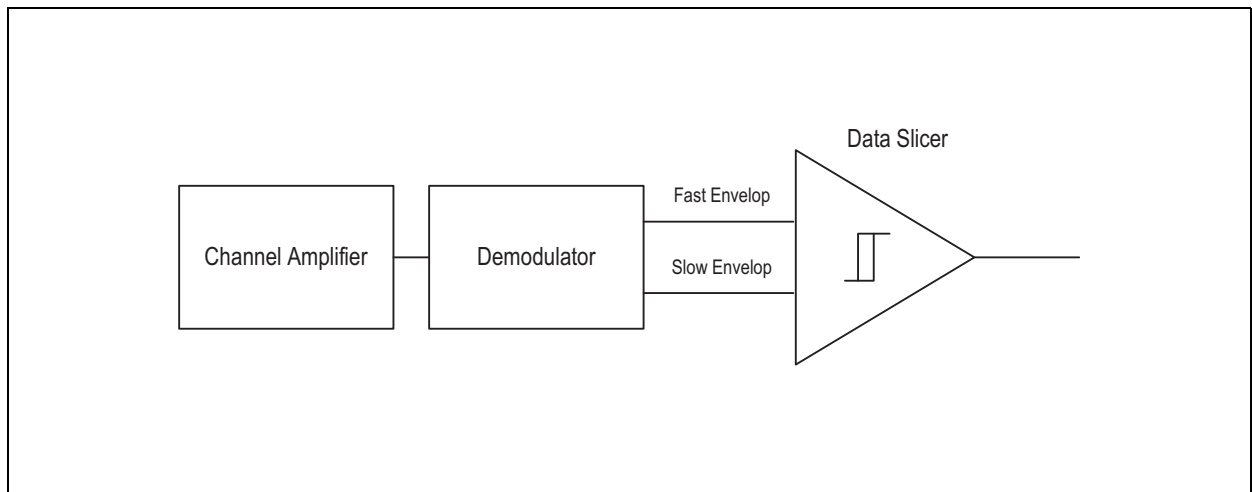 Data Slicer
Fast Envelop
Channel Amplifier
Demodulator
Slow Envelop